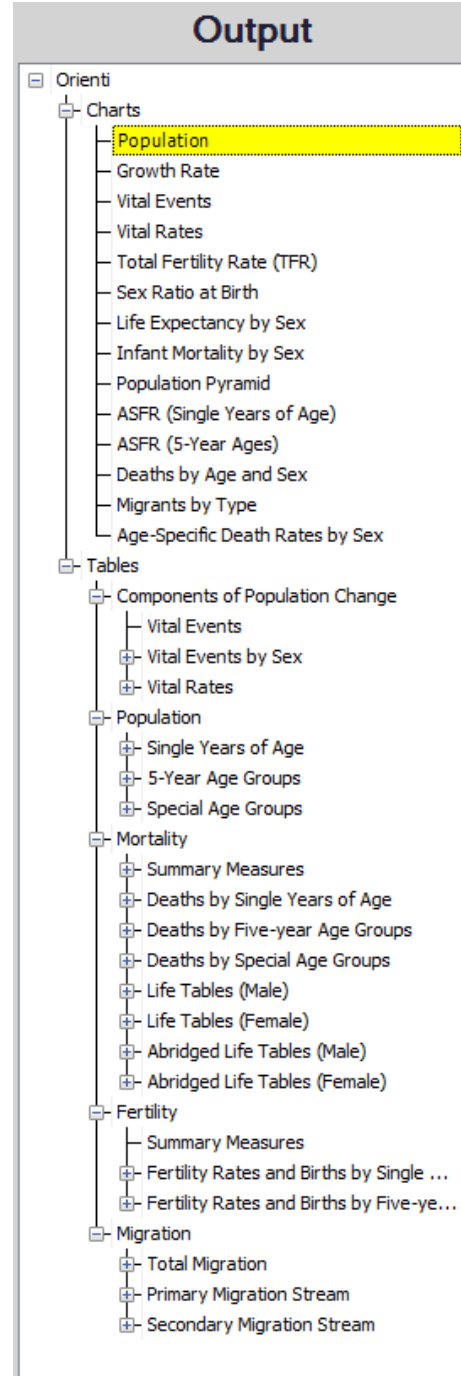 Output
Orienti
Charts
Population
Growth Rate
Vital Events
Vital Rates
Total Fertility Rate (TFR)
Sex Ratio at Birth
Life Expectancy by Sex
Infant Mortality by Sex
Population Pyramid
ASFR (Single Years of Age)
ASFR (5-Year Ages)
Deaths by Age and Sex
Migrants by Type
Age-Specific Death Rates by Sex
Tables
Components of Population Change
Vital Events
Vital Events by Sex
Vital Rates
Population
Single Years of Age
5-Year Age Groups
Special Age Groups
Mortality
Summary Measures
Deaths by Single Years of Age
Deaths by Five-year Age Groups
Deaths by Special Age Groups
Life Tables (Male)
Life Tables (Female)
Abridged Life Tables (Male)
Abridged Life Tables (Female)
Fertility
Summary Measures
Fertility Rates and Births by Single ...
Fertility Rates and Births by Five-ye...
Migration
Total Migration
Primary Migration Stream
Secondary Migration Stream